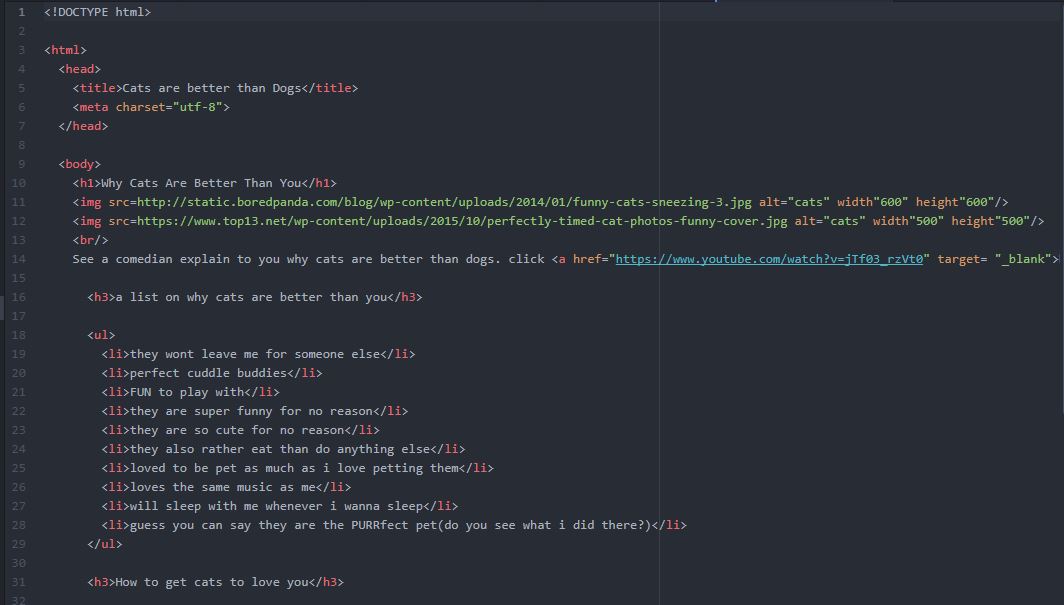 1 <!DOCTYPE html>
2
3 <html>
4   <head>
5     <title>Cats are better than Dogs</title>
6     <meta charset="utf-8">
7   </head>
8
9   <body>
10     <h1>Why Cats Are Better Than You</h1>
11     <img src=http://static.boredpanda.com/blog/wp-content/uploads/2014/01/funny-cats-sneezing-3.jpg alt="cats" width"600" height"600"/>
12     <img src=https://www.top13.net/wp-content/uploads/2015/10/perfectly-timed-cat-photos-funny-cover.jpg alt="cats" width"500" height"500"/>
13     <br/>
14     See a comedian explain to you why cats are better than dogs. click <a href="https://www.youtube.com/watch?v=jTf03_rzVt0" target= "_blank">
15
16       <h3>a list on why cats are better than you</h3>
17
18       <ul>
19         <li>they wont leave me for someone else</li>
20         <li>perfect cuddle buddies</li>
21         <li>FUN to play with</li>
22         <li>they are super funny for no reason</li>
23         <li>they are so cute for no reason</li>
24         <li>they also rather eat than do anything else</li>
25         <li>loved to be pet as much as i love petting them</li>
26         <li>loves the same music as me</li>
27         <li>will sleep with me whenever i wanna sleep</li>
28         <li>guess you can say they are the PURRfect pet(do you see what i did there?)</li>
29       </ul>
30
31       <h3>How to get cats to love you</h3>
32